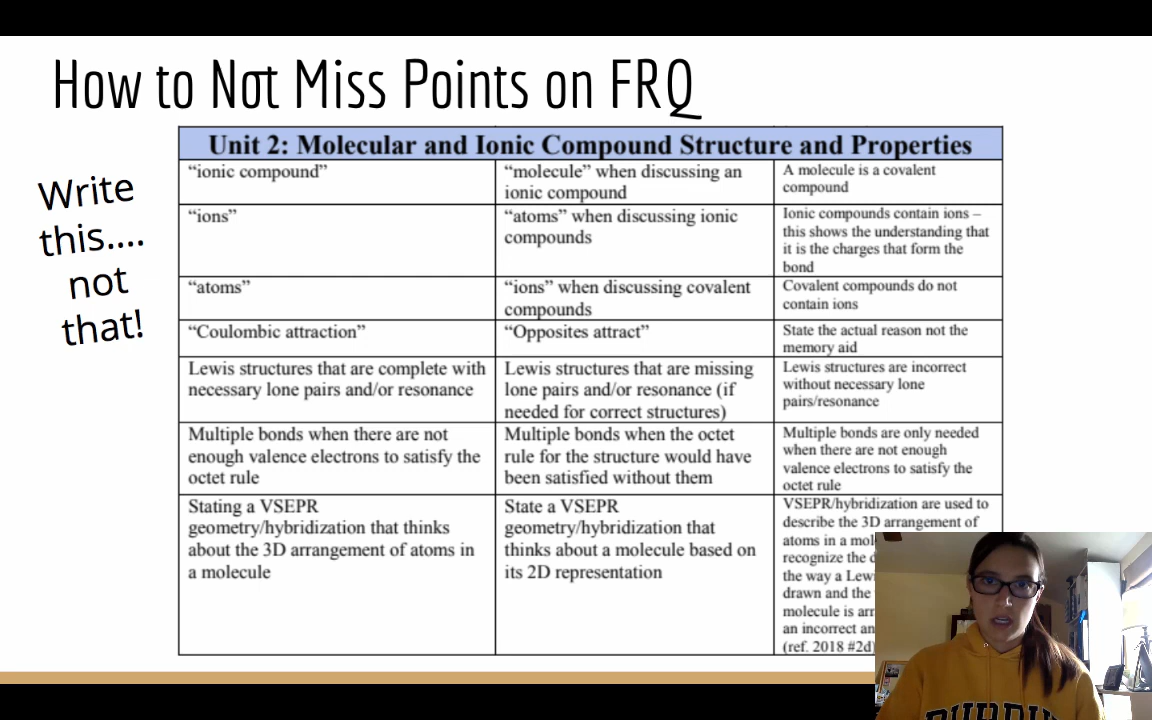 How to Not Miss Points on FRQ
Write
this....
not
that!
Unit 2: Molecular and Ionic Compound Structure and Properties
“ionic compound”
“molecule” when discussing an
ionic compound
A molecule is a covalent
compound
“ions”
“atoms” when discussing ionic
compounds
Ionic compounds contain ions –
this shows the understanding that
it is the charges that form the
bond
“atoms”
“ions” when discussing covalent
compounds
Covalent compounds do not
contain ions
“Coulombic attraction”
“Opposites attract”
State the actual reason not the
memory aid
Lewis structures that are complete with
necessary lone pairs and/or resonance
Lewis structures that are missing
lone pairs and/or resonance (if
needed for correct structures)
Lewis structures are incorrect
without necessary lone
pairs/resonance
Multiple bonds when there are not
enough valence electrons to satisfy the
octet rule
Multiple bonds when the octet
rule for the structure would have
been satisfied without them
Multiple bonds are only needed
when there are not enough
valence electrons to satisfy the
octet rule
Stating a VSEPR
geometry/hybridization that thinks
about the 3D arrangement of atoms in
a molecule
State a VSEPR
geometry/hybridization that
thinks about a molecule based on
its 2D representation
VSEPR/hybridization are used to
describe the 3D arrangement of
atoms in a
recognize the
the way a
drawn and the
molecule is
an incorrect
(ref. 2018 #2d)